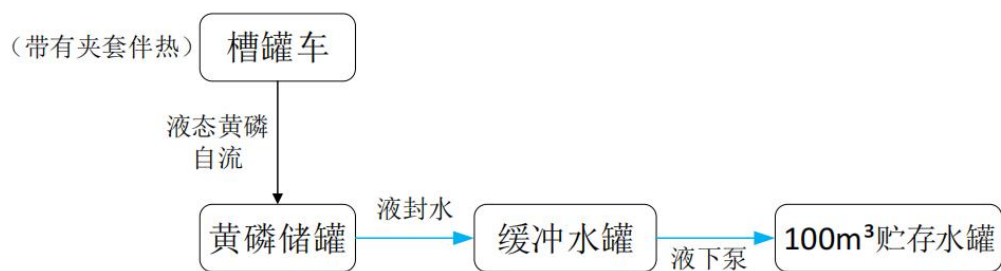 （带有夹套伴热）
槽罐车
液态黄磷
自流
黄磷储罐
液封水
缓冲水罐
液下泵
100m³贮存水罐